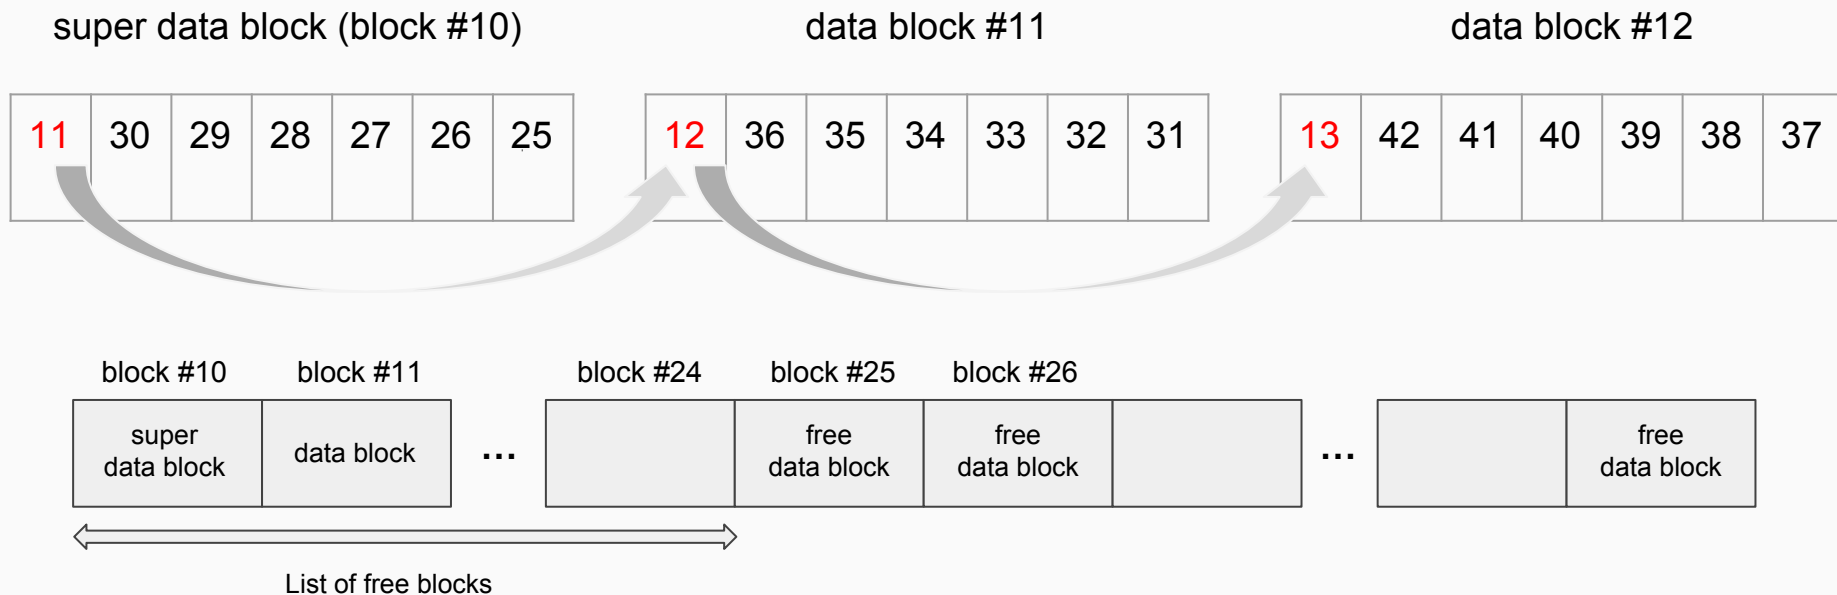 super data block (block #10) data block #11 data block #12
11 30 29 28 27 26 25 12 36 35 34 33 32 31 13 42 41 40 39 38 37
block #10 block #11 block #24 block #25 block #26
super data block data block ... free data block free data block ... free data block
List of free blocks